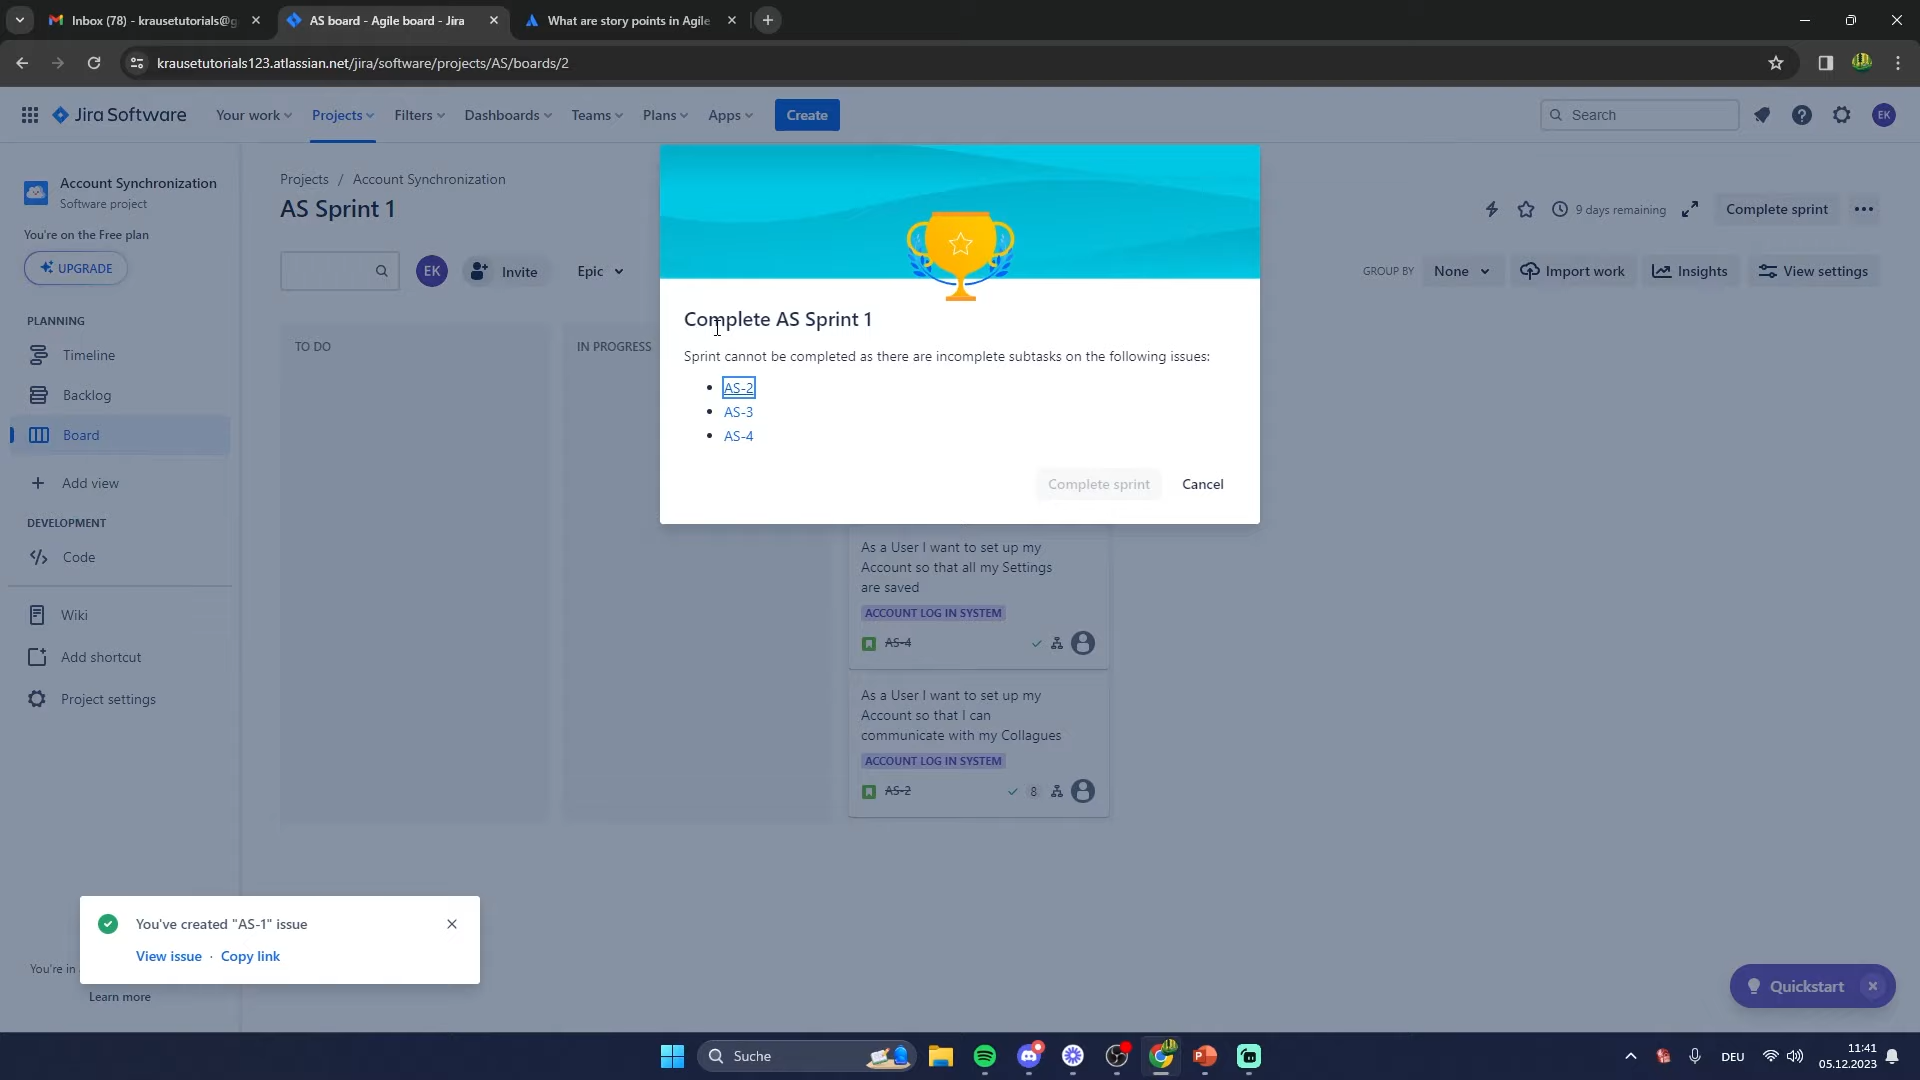 Inbox (78) - krausetutorials@g
AS board - Agile board - Jira
What are story points in Agile
krausetutorials123.atlassian.net/jira/software/projects/AS/boards/2
Jira Software
Your work
Projects
Filters
Dashboards
Teams
Plans
Apps
Create
Search
EK
Account Synchronization
Software project
You're on the Free plan
UPGRADE
PLANNING
Timeline
Backlog
Board
Add view
DEVELOPMENT
Code
Wiki
Add shortcut
Project settings
You're in
Learn more
Projects / Account Synchronization
AS Sprint 1
9 days remaining
Complete sprint
EK
Invite
Epic
GROUP BY
None
Import work
Insights
View settings
TO DO
IN PROGRESS
Complete AS Sprint 1
Sprint cannot be completed as there are incomplete subtasks on the following issues:
• AS-2
• AS-3
• AS-4
Complete sprint
Cancel
As a User I want to set up my
Account so that all my Settings
are saved
ACCOUNT LOG IN SYSTEM
AS-4
As a User I want to set up my
Account so that I can
communicate with my Collagues
ACCOUNT LOG IN SYSTEM
AS-2
8
You've created "AS-1" issue
View issue · Copy link
Quickstart
Suche
DEU
11:41
05.12.2023